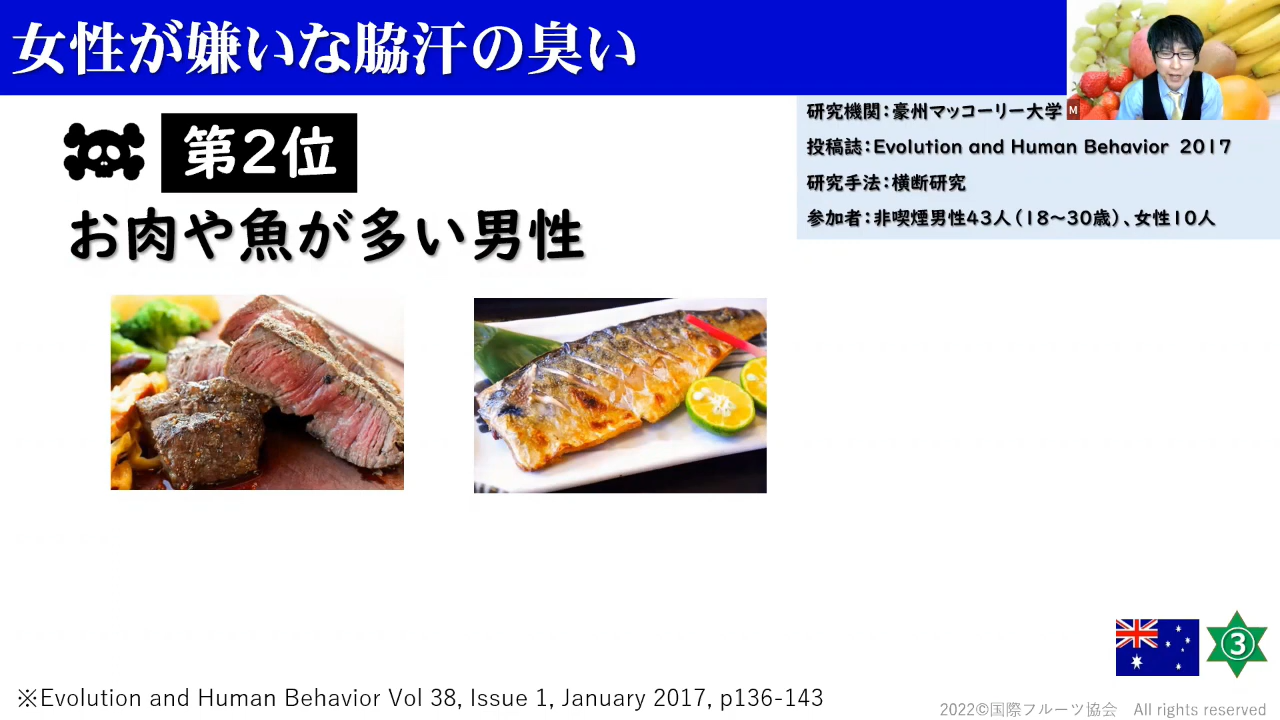 女性が嫌いな脇汗の臭い
M
研究機関：豪州マッコーリー大学
投稿誌：Evolution and Human Behavior 2017
研究手法：横断研究
参加者：非喫煙男性43人（18～30歳）、女性10人
第2位
お肉や魚が多い男性
3
※Evolution and Human Behavior Vol 38, Issue 1, January 2017, p136-143
2022©国際フルーツ協会　All rights reserved